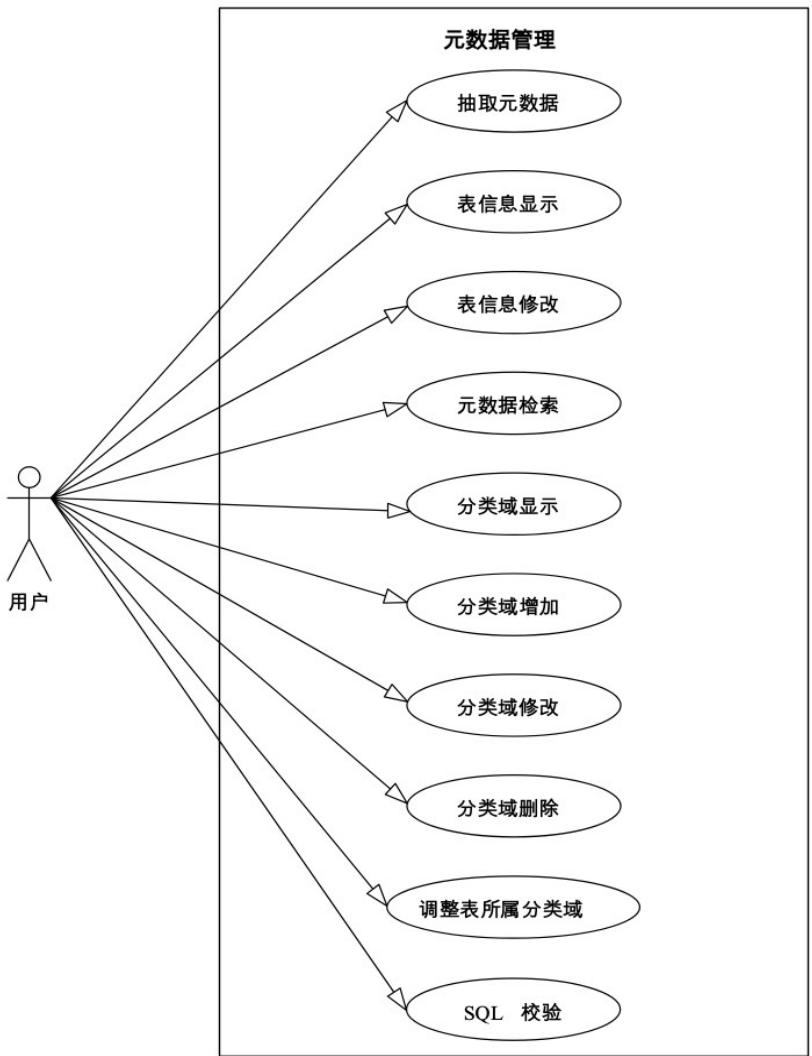 元数据管理
抽取元数据
表信息显示
表信息修改
元数据检索
分类域显示
分类域增加
分类域修改
分类域删除
调整表所属分类域
SQL 校验
用户